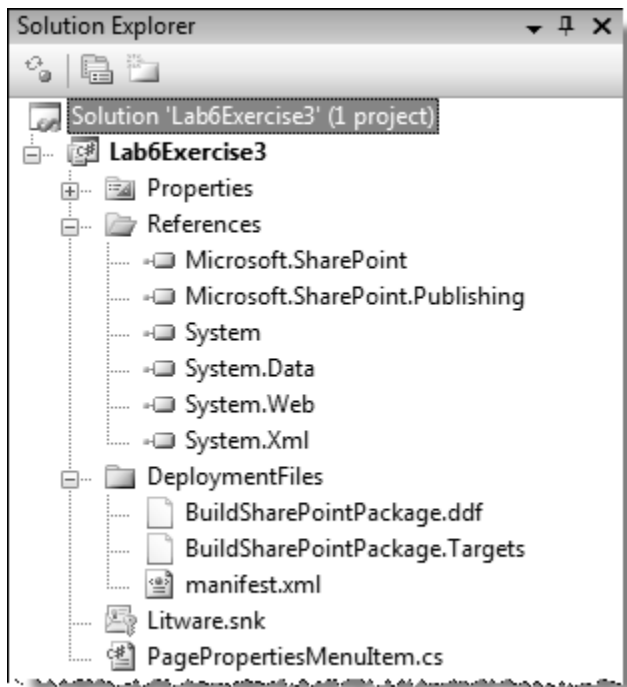 Solution Explorer
Solution 'Lab6Exercise3' (1 project)
C# Lab6Exercise3
Properties
References
Microsoft.SharePoint
Microsoft.SharePoint.Publishing
System
System.Data
System.Web
System.Xml
DeploymentFiles
BuildSharePointPackage.ddf
BuildSharePointPackage.Targets
manifest.xml
Litware.snk
PagePropertiesMenuItem.cs